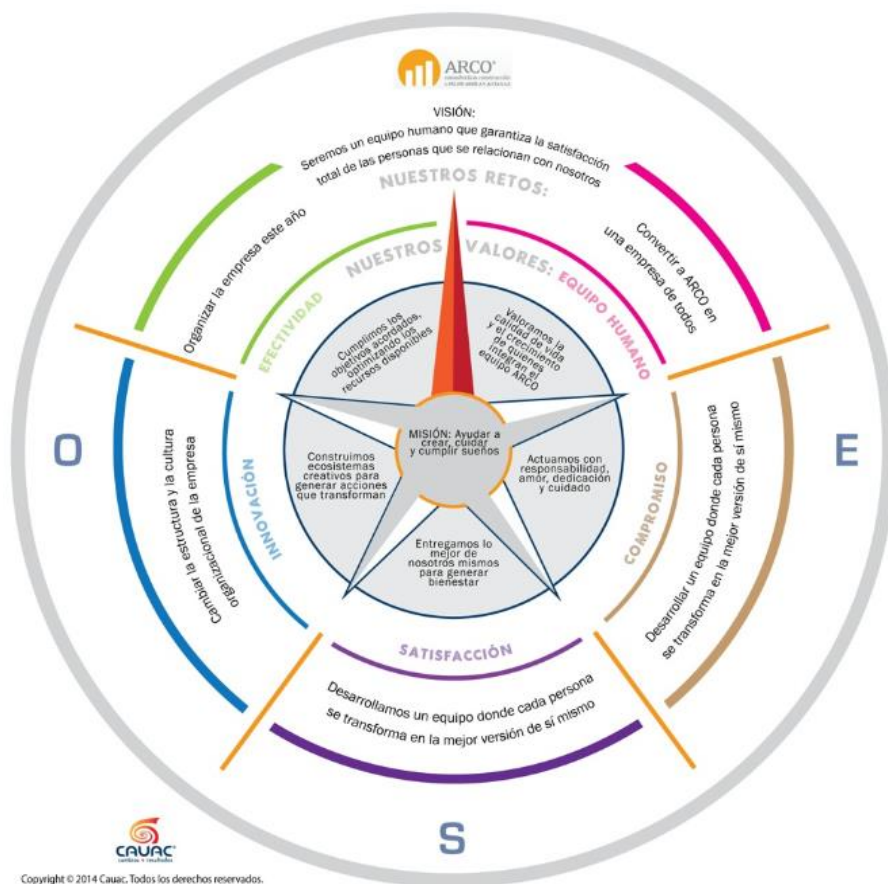 ARCO
VISIÓN:
Seremos un equipo humano que garantiza la satisfacción
total de las personas que se relacionan con nosotros
NUESTROS RETOS:
NUESTROS VALORES:
Organizar la empresa este año
EFECTIVIDAD
Cumplimos los
objetivos acordados,
optimizando los
recursos disponibles
Convertir a ARCO en
una empresa de todos
EQUIPO HUMANO
Valoramos la
calidad de vida
y el crecimiento
de quienes
integran el
equipo ARCO
O
Cambiar la estructura y la cultura
organizacional de la empresa
INNOVACIÓN
Construimos
ecosistemas
creativos para
generar acciones
que transforman
MISIÓN: Ayudar a
crear, cuidar
y cumplir sueños
Actuamos con
responsabilidad,
amor, dedicación
y cuidado
COMPROMISO
Desarrollar un equipo donde cada persona
se transforma en la mejor versión de sí mismo
E
Entregamos lo
mejor de
nosotros mismos
para generar
bienestar
SATISFACCIÓN
Desarrollamos un equipo donde cada persona
se transforma en la mejor versión de sí mismo
S
CAUAC
cambios y resultados
Copyright © 2014 Cauac. Todos los derechos reservados.